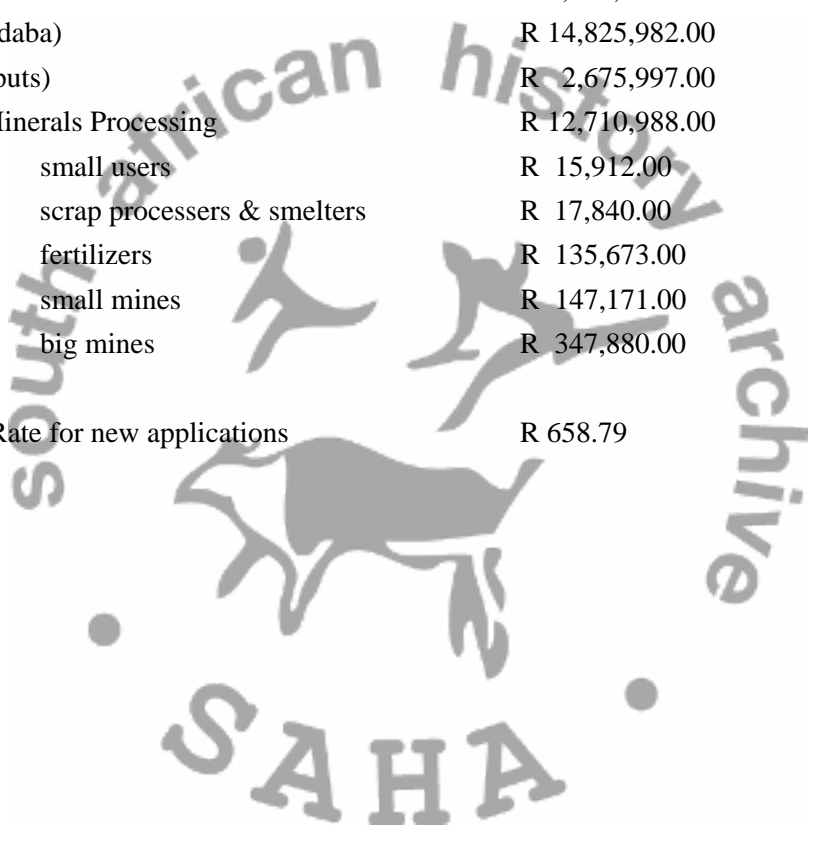 daba) R 14,825,982.00
outs) R 2,675,997.00
Minerals Processing R 12,710,988.00
small users R 15,912.00
scrap processers & smelters R 17,840.00
fertilizers R 135,673.00
small mines R 147,171.00
big mines R 347,880.00
Rate for new applications R 658.79
south african history archive
SAHA